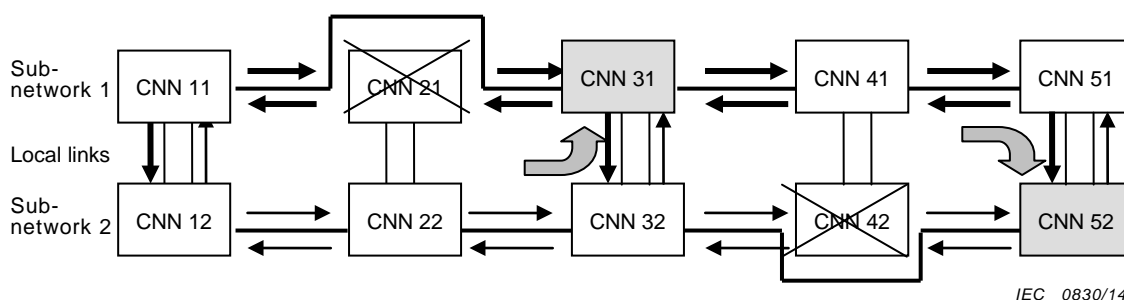 Sub-
network 1
CNN 11
CNN 21
CNN 31
CNN 41
CNN 51
Local links
Sub-
network 2
CNN 12
CNN 22
CNN 32
CNN 42
CNN 52
IEC 0830/14